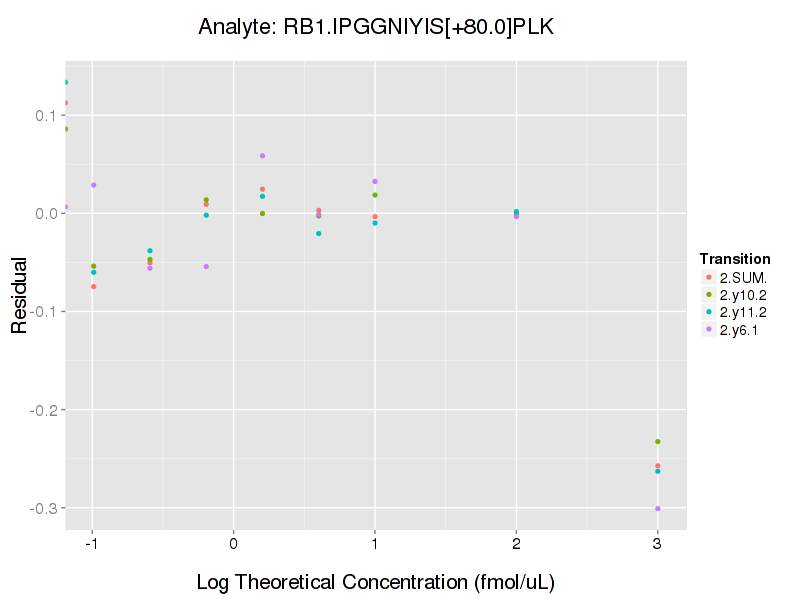 Analyte: RB1.IPGGNIYIS[+80.0]PLK
0.1
0.0
-0.1
-0.2
-0.3
Residual
-1
0
1
2
3
Log Theoretical Concentration (fmol/uL)
Transition
2.SUM.
2.y10.2
2.y11.2
2.y6.1